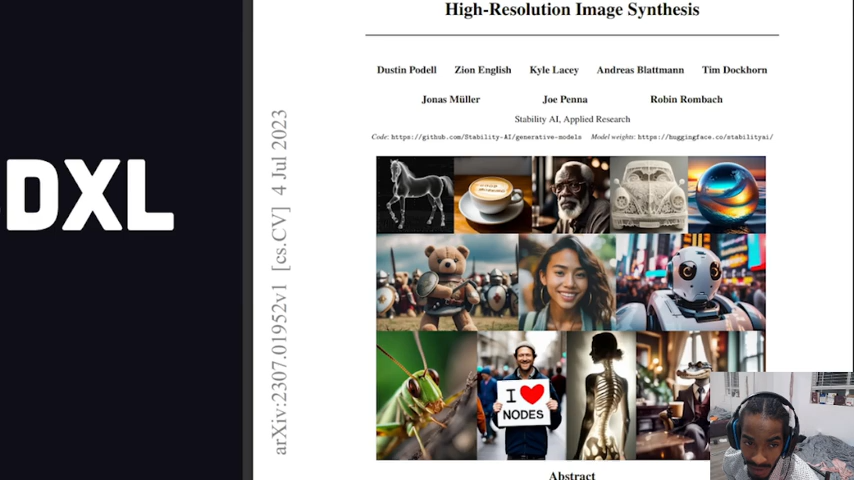 DXL
High-Resolution Image Synthesis
Dustin Podell Zion English Kyle Lacey Andreas Blattmann Tim Dockhorn
Jonas Müller Joe Penna Robin Rombach
Stability AI, Applied Research
Code: https://github.com/Stability-AI/generative-models Model weights: https://huggingface.co/stabilityai/
arXiv:2307.01952v1 [cs.CV] 4 Jul 2023
I ❤ NODES
Abstract